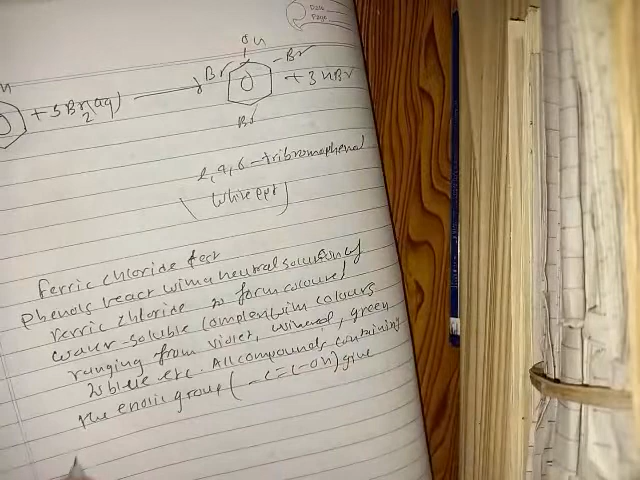 Date
Page
OH
+ 3Br2(aq) Br Br + 3HBr
Br
2,4,6-tribromophenol
(white ppt)
Ferric chloride test
Phenols react with a neutral solution of
ferric chloride to form coloured
water-soluble complex with colours
ranging from violet, , green
blue etc. All compounds containing
the enolic group (-C=C-OH) give